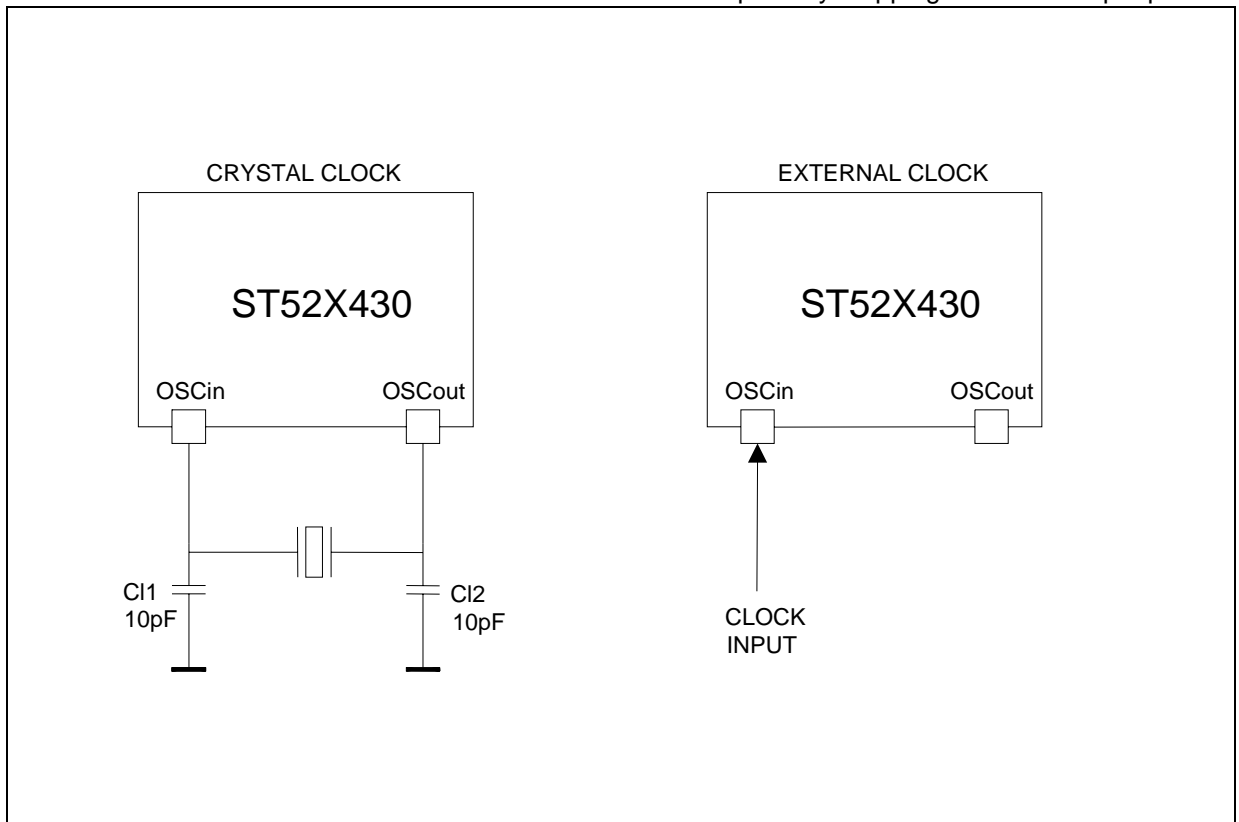 CRYSTAL CLOCK
ST52X430
OSCin
OSCout
Cl1
10pF
Cl2
10pF
EXTERNAL CLOCK
ST52X430
OSCin
OSCout
CLOCK
INPUT